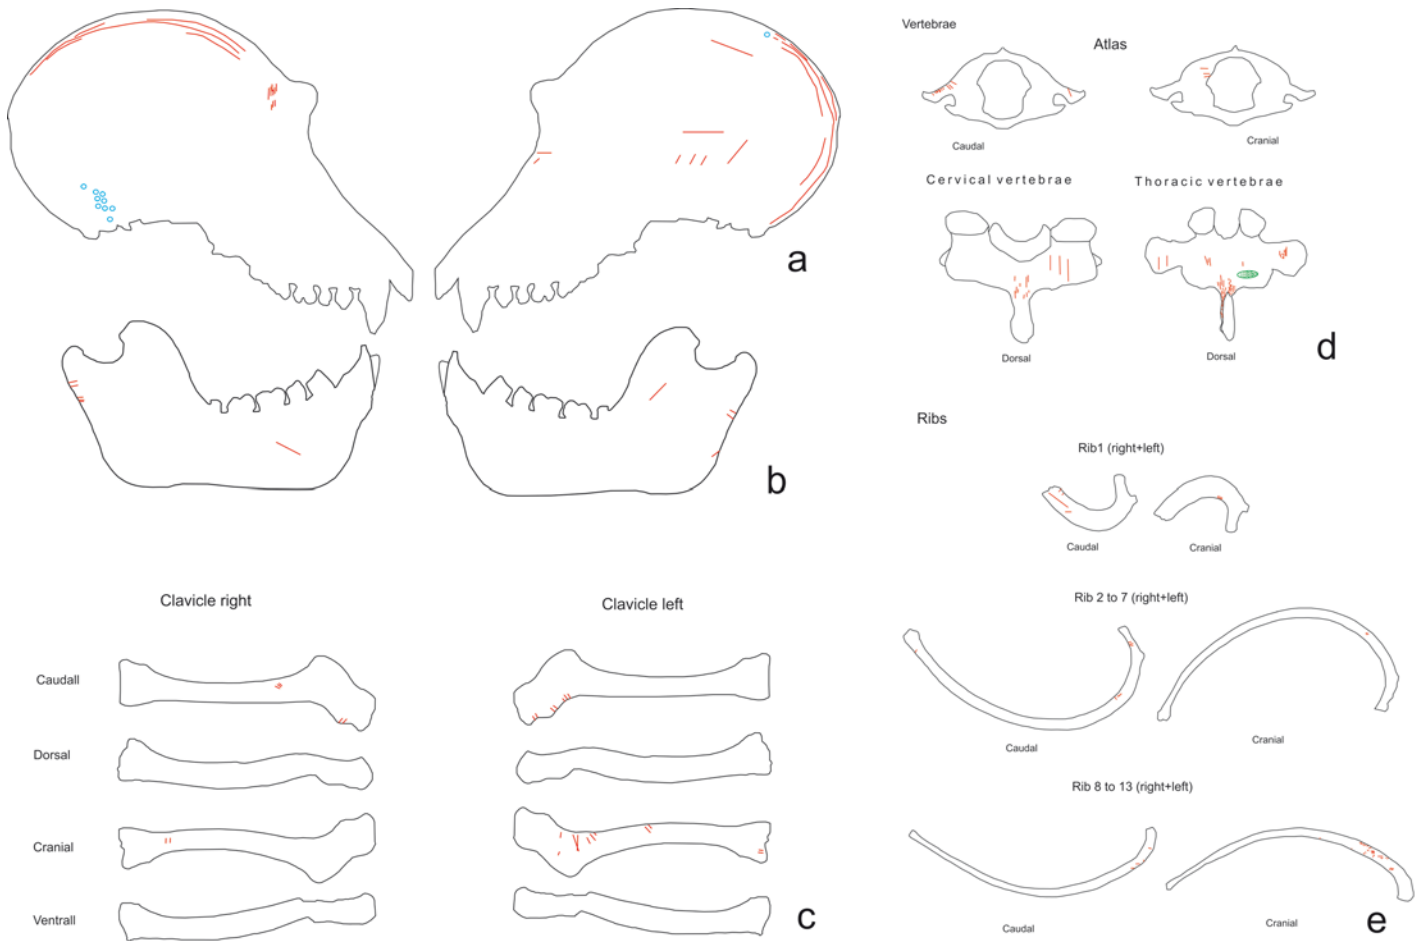 a
b
Clavicle right
Clavicle left
Caudall
Dorsal
Cranial
Ventrall
c
Vertebrae
Atlas
Caudal
Cranial
Cervical vertebrae
Thoracic vertebrae
Dorsal
Dorsal
d
Ribs
Rib1 (right+left)
Caudal
Cranial
Rib 2 to 7 (right+left)
Caudal
Cranial
Rib 8 to 13 (right+left)
Caudal
Cranial
e